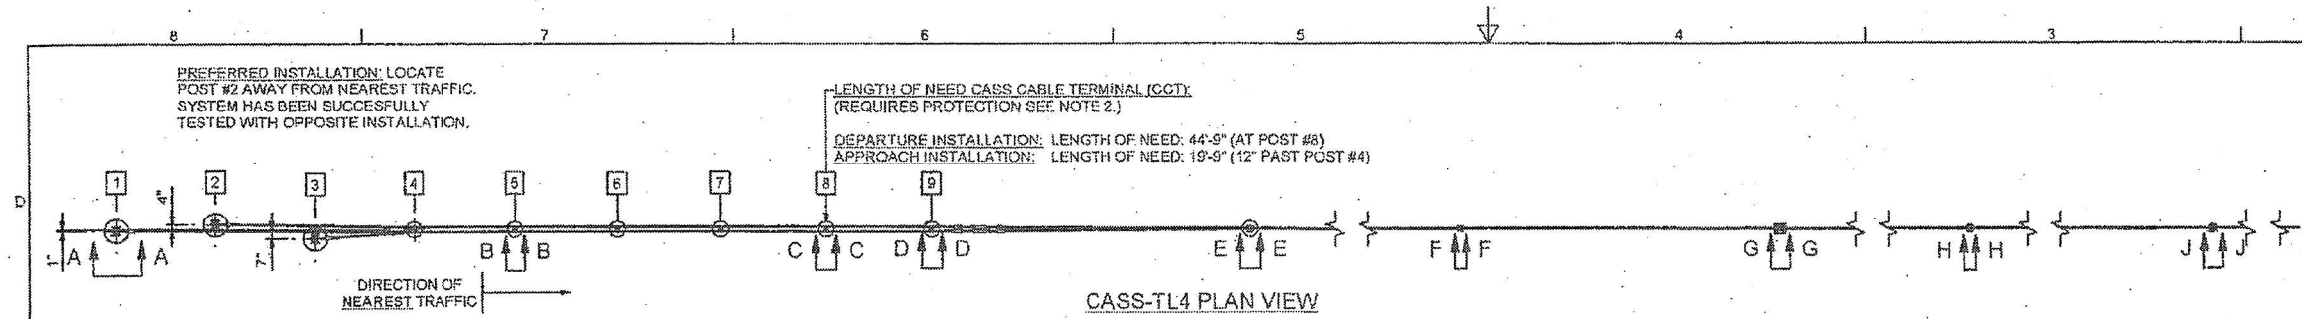 8 7 6 5 4 3
PREFERRED INSTALLATION: LOCATE
POST #2 AWAY FROM NEAREST TRAFFIC.
SYSTEM HAS BEEN SUCCESFULLY
TESTED WITH OPPOSITE INSTALLATION.
LENGTH OF NEED CASS CABLE TERMINAL (CCT):
(REQUIRES PROTECTION SEE NOTE 2.)
DEPARTURE INSTALLATION: LENGTH OF NEED: 44'-9" (AT POST #8)
APPROACH INSTALLATION: LENGTH OF NEED: 19'-9" (12" PAST POST #4)
D
1 2 3 4 5 6 7 8 9
4"
1"
7"
A A B B C C D D E E F F G G H H J J
DIRECTION OF
NEAREST TRAFFIC
CASS-TL4 PLAN VIEW